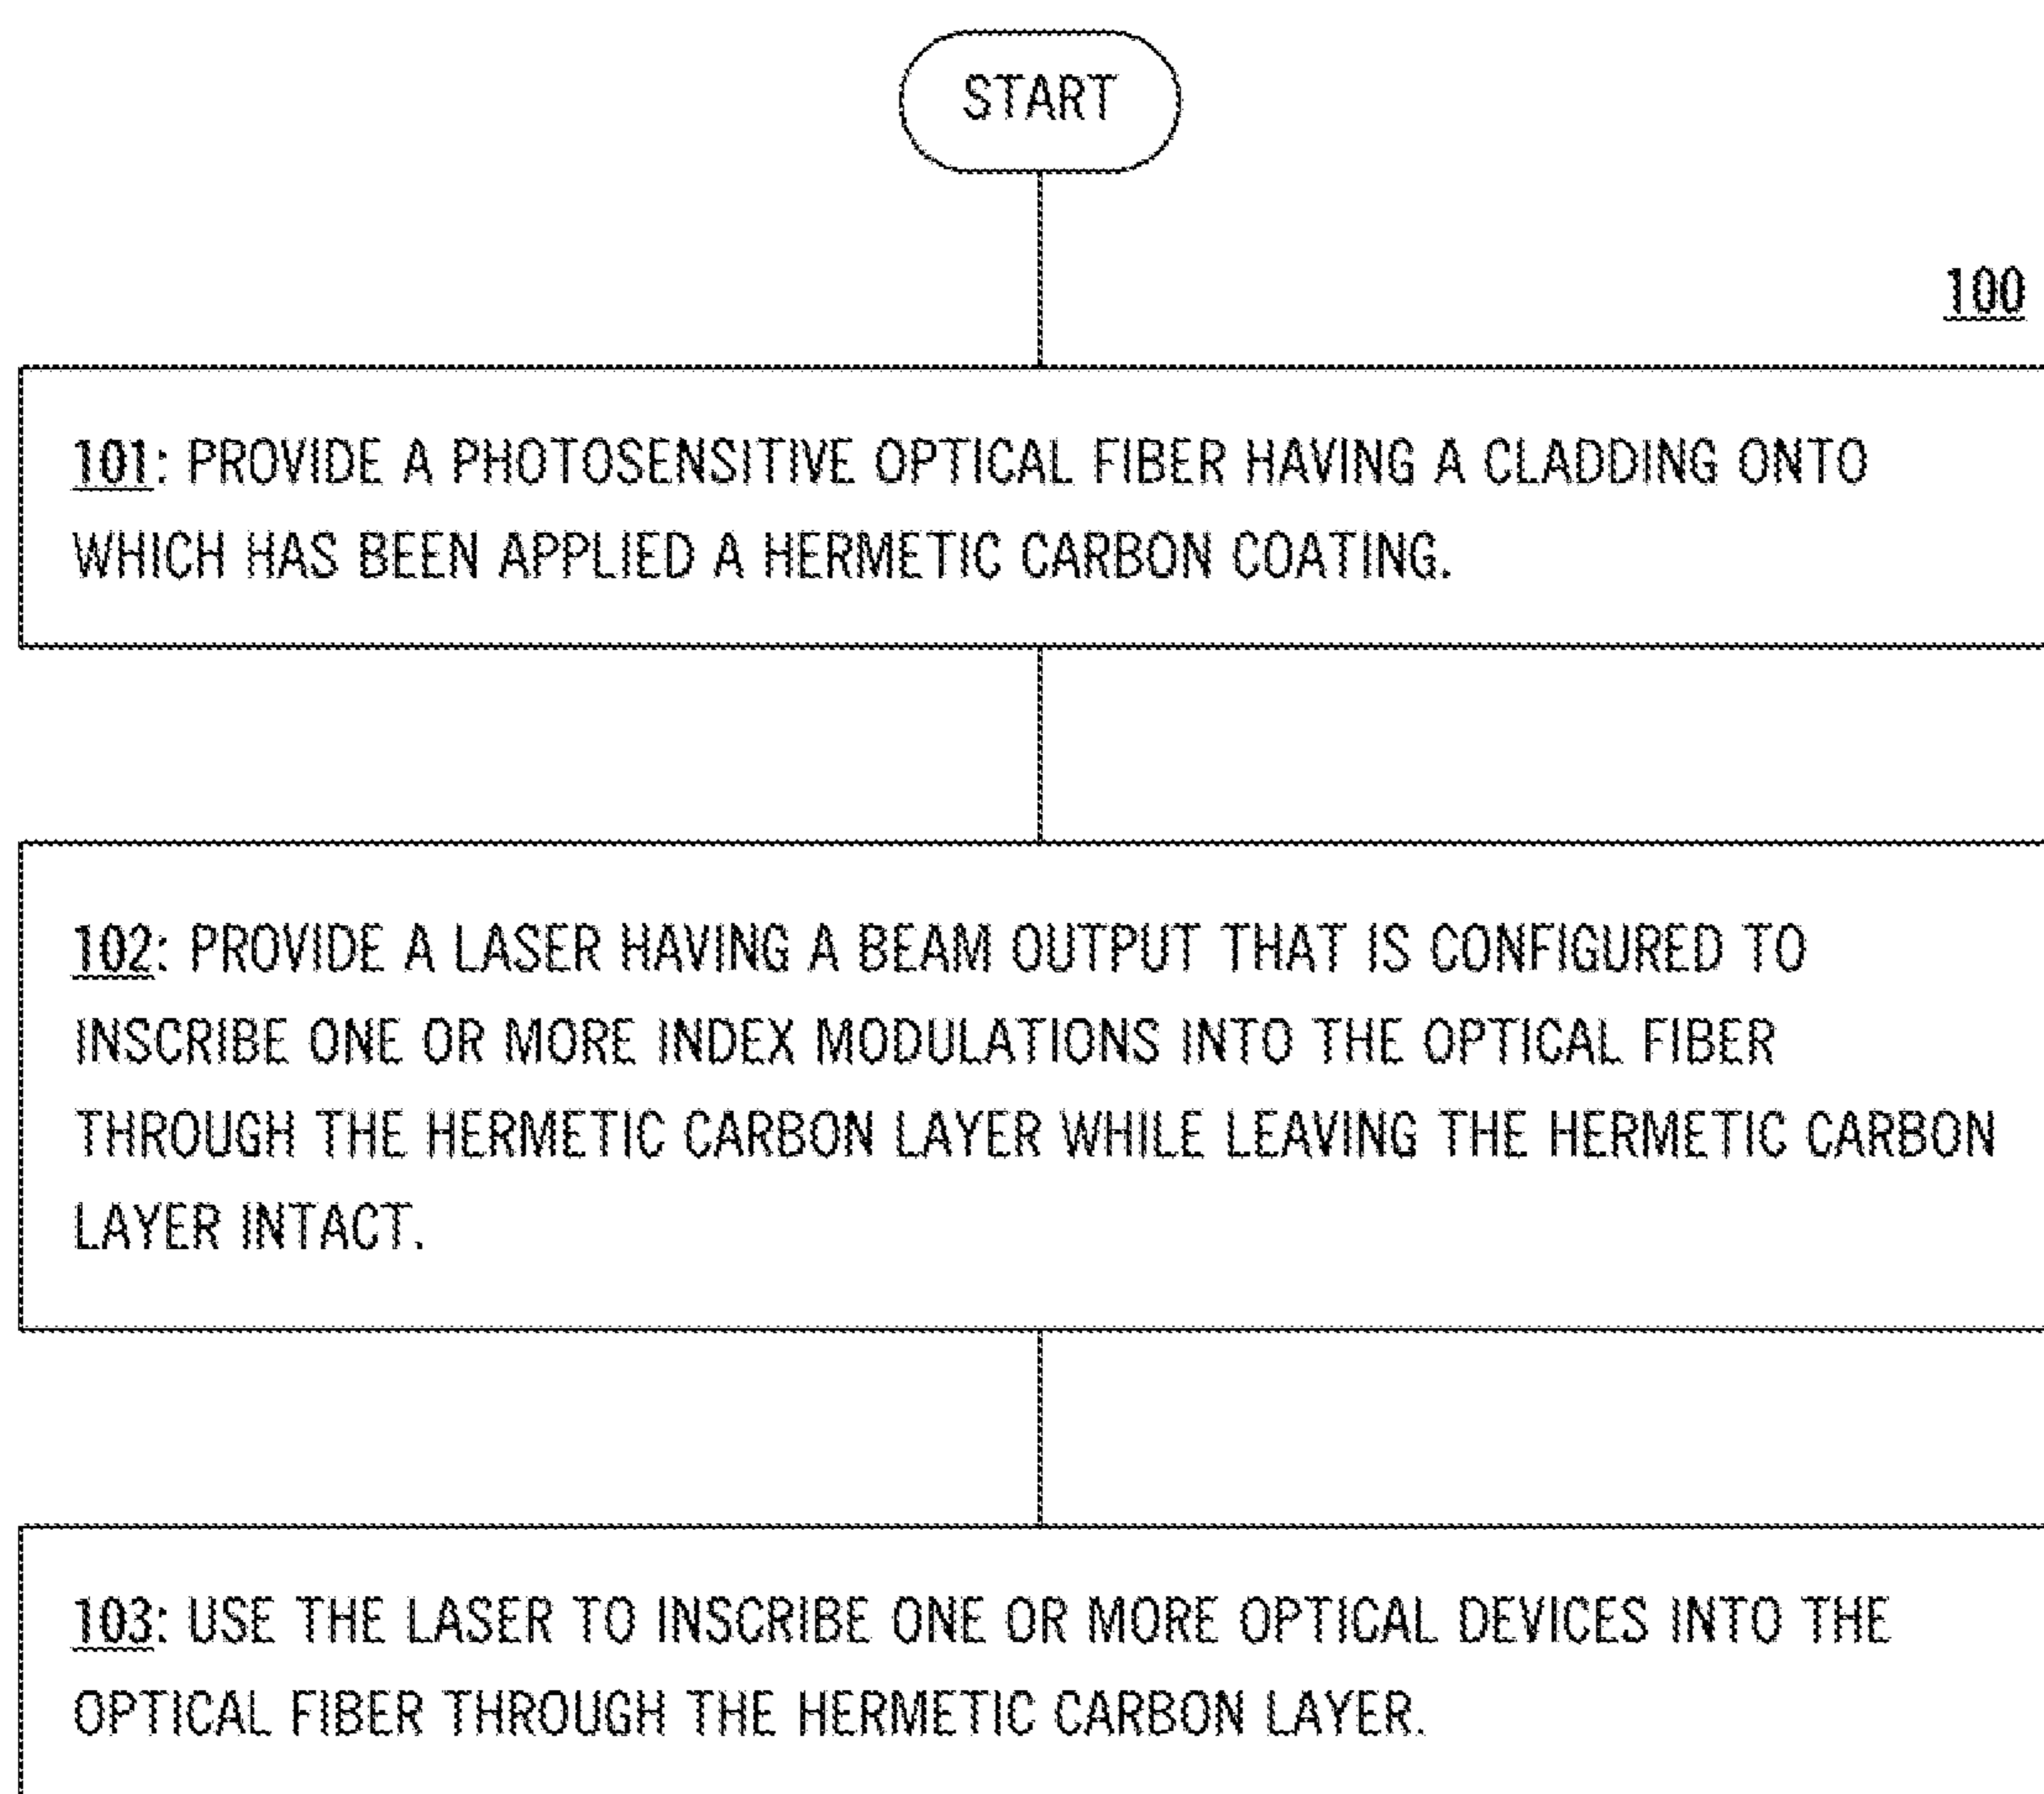 START
100
101: PROVIDE A PHOTOSENSITIVE OPTICAL FIBER HAVING A CLADDING ONTO
WHICH HAS BEEN APPLIED A HERMETIC CARBON COATING.
102: PROVIDE A LASER HAVING A BEAM OUTPUT THAT IS CONFIGURED TO
INSCRIBE ONE OR MORE INDEX MODULATIONS INTO THE OPTICAL FIBER
THROUGH THE HERMETIC CARBON LAYER WHILE LEAVING THE HERMETIC CARBON
LAYER INTACT.
103: USE THE LASER TO INSCRIBE ONE OR MORE OPTICAL DEVICES INTO THE
OPTICAL FIBER THROUGH THE HERMETIC CARBON LAYER.